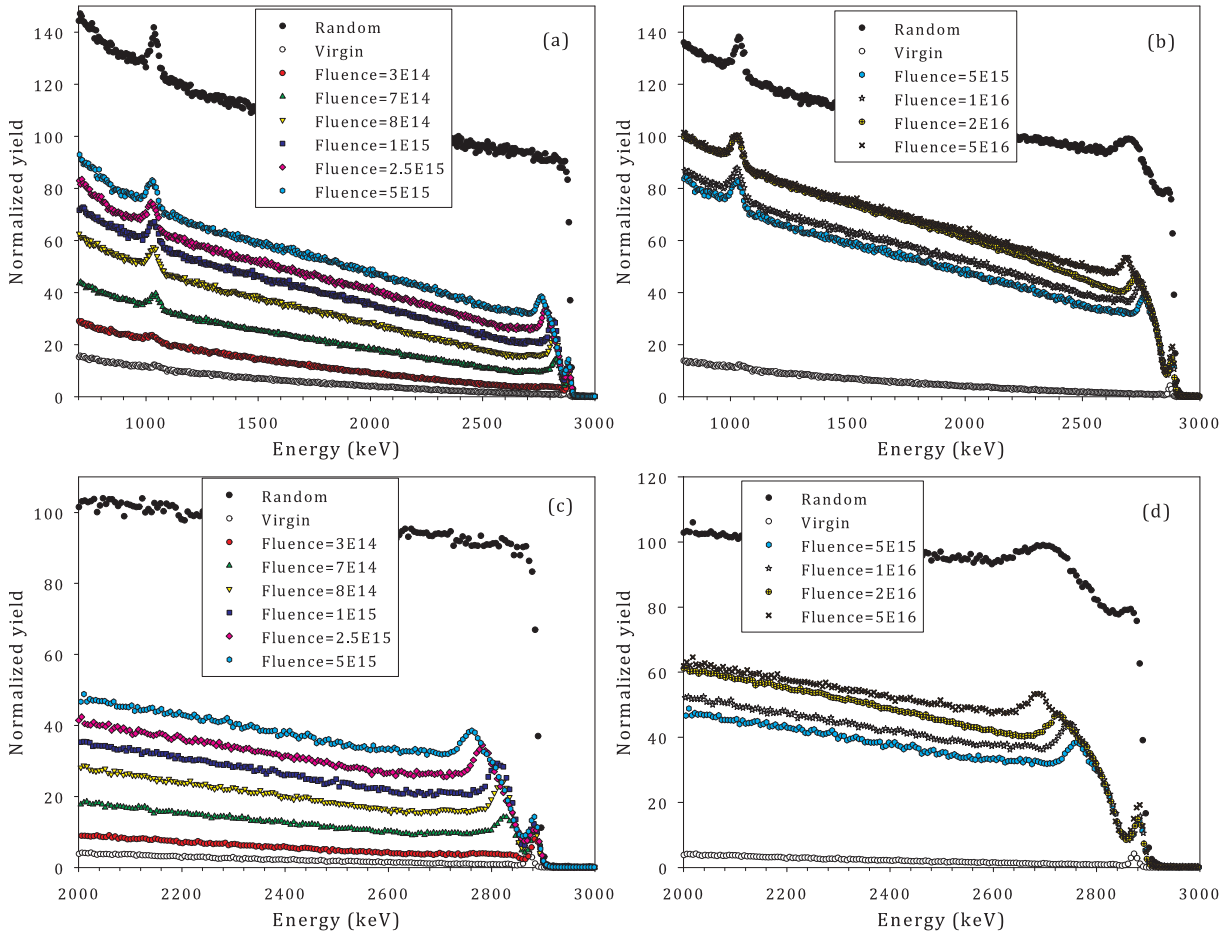 140
120
100
80
60
40
20
0
Normalized yield
(a)
Random
Virgin
Fluence=3E14
Fluence=7E14
Fluence=8E14
Fluence=1E15
Fluence=2.5E15
Fluence=5E15
1000 1500 2000 2500 3000
Energy (keV)
140
120
100
80
60
40
20
0
Normalized yield
(b)
Random
Virgin
Fluence=5E15
Fluence=1E16
Fluence=2E16
Fluence=5E16
1000 1500 2000 2500 3000
Energy (keV)
100
80
60
40
20
0
Normalized yield
(c)
Random
Virgin
Fluence=3E14
Fluence=7E14
Fluence=8E14
Fluence=1E15
Fluence=2.5E15
Fluence=5E15
2000 2200 2400 2600 2800 3000
Energy (keV)
120
100
80
60
40
20
0
Normalized yield
(d)
Random
Virgin
Fluence=5E15
Fluence=1E16
Fluence=2E16
Fluence=5E16
2000 2200 2400 2600 2800 3000
Energy (keV)